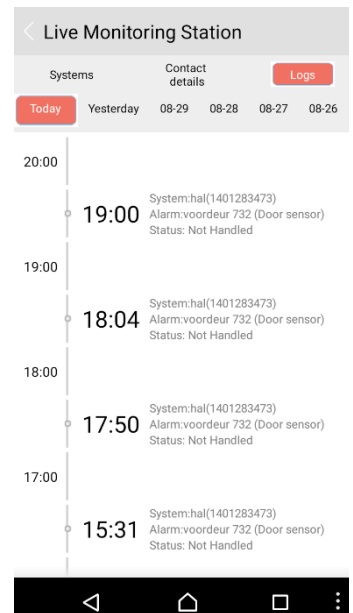 Live Monitoring Station
Systems
Contact
details
Logs
Today
Yesterday
08-29
08-28
08-27
08-26
20:00
19:00
System:hal(1401283473)
Alarm:voordeur 732 (Door sensor)
Status: Not Handled
19:00
18:04
System:hal(1401283473)
Alarm:voordeur 732 (Door sensor)
Status: Not Handled
18:00
17:50
System:hal(1401283473)
Alarm:voordeur 732 (Door sensor)
Status: Not Handled
17:00
15:31
System:hal(1401283473)
Alarm:voordeur 732 (Door sensor)
Status: Not Handled